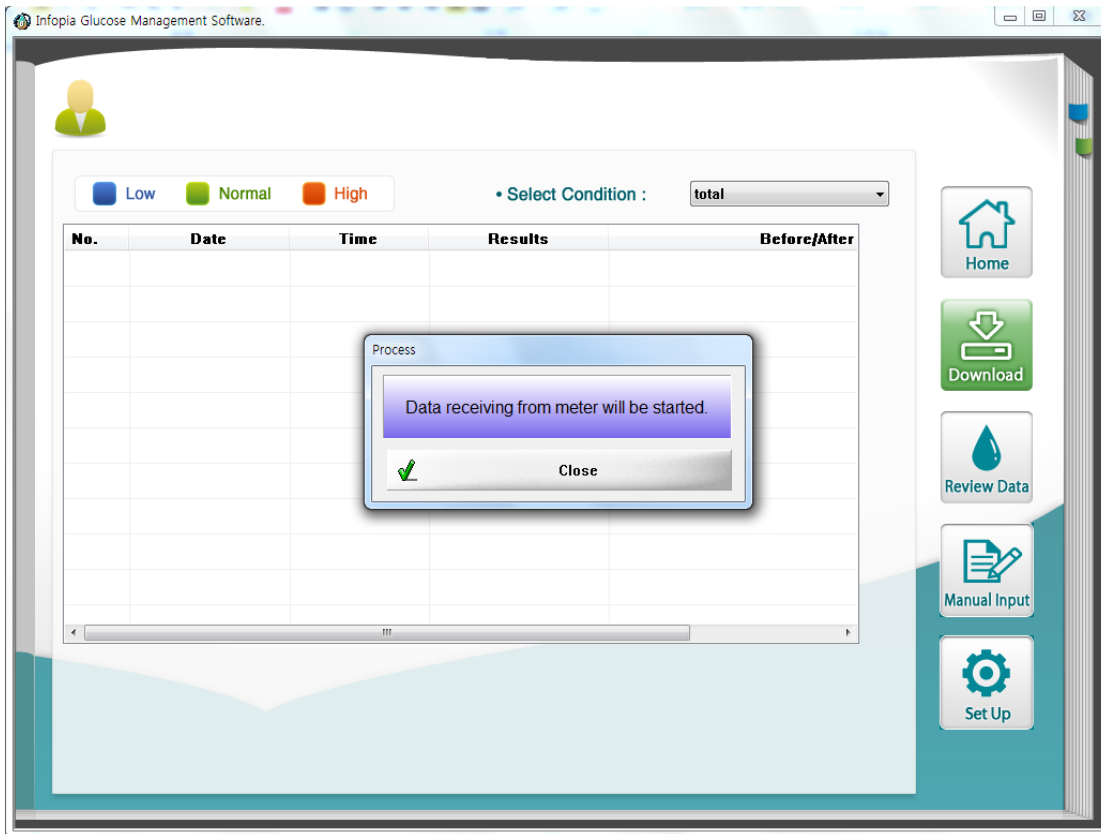 Infopia Glucose Management Software.
Low Normal High • Select Condition : total
No. Date Time Results Before/After
Process
Data receiving from meter will be started.
Close
Home
Download
Review Data
Manual Input
Set Up